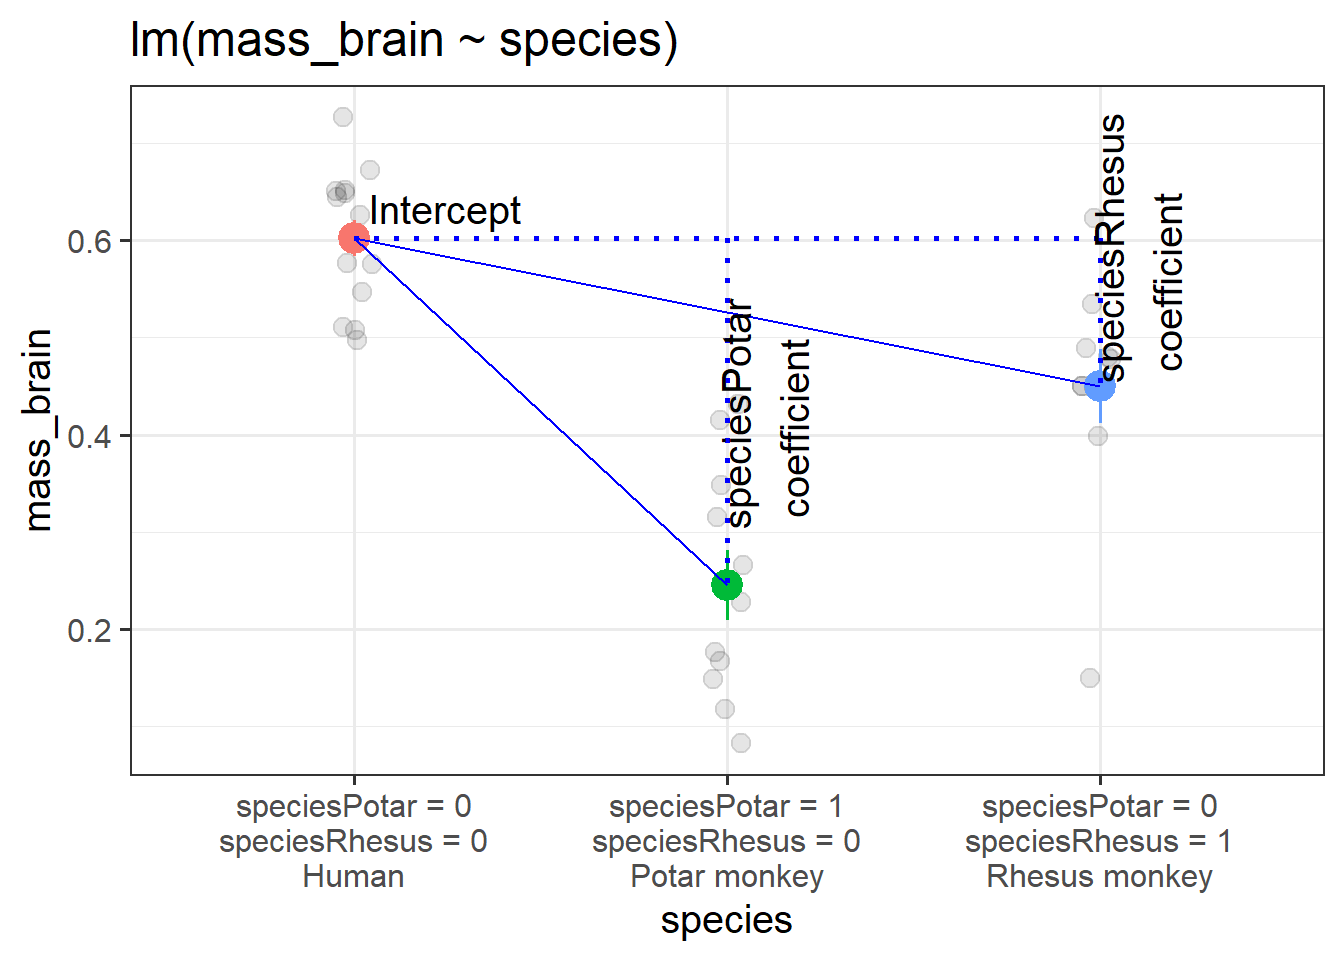 lm(mass_brain ~ species)
mass_brain
0.6
0.4
0.2
Intercept
speciesPotar
coefficient
speciesRhesus
coefficient
speciesPotar = 0
speciesRhesus = 0
Human
speciesPotar = 1
speciesRhesus = 0
Potar monkey
speciesPotar = 0
speciesRhesus = 1
Rhesus monkey
species